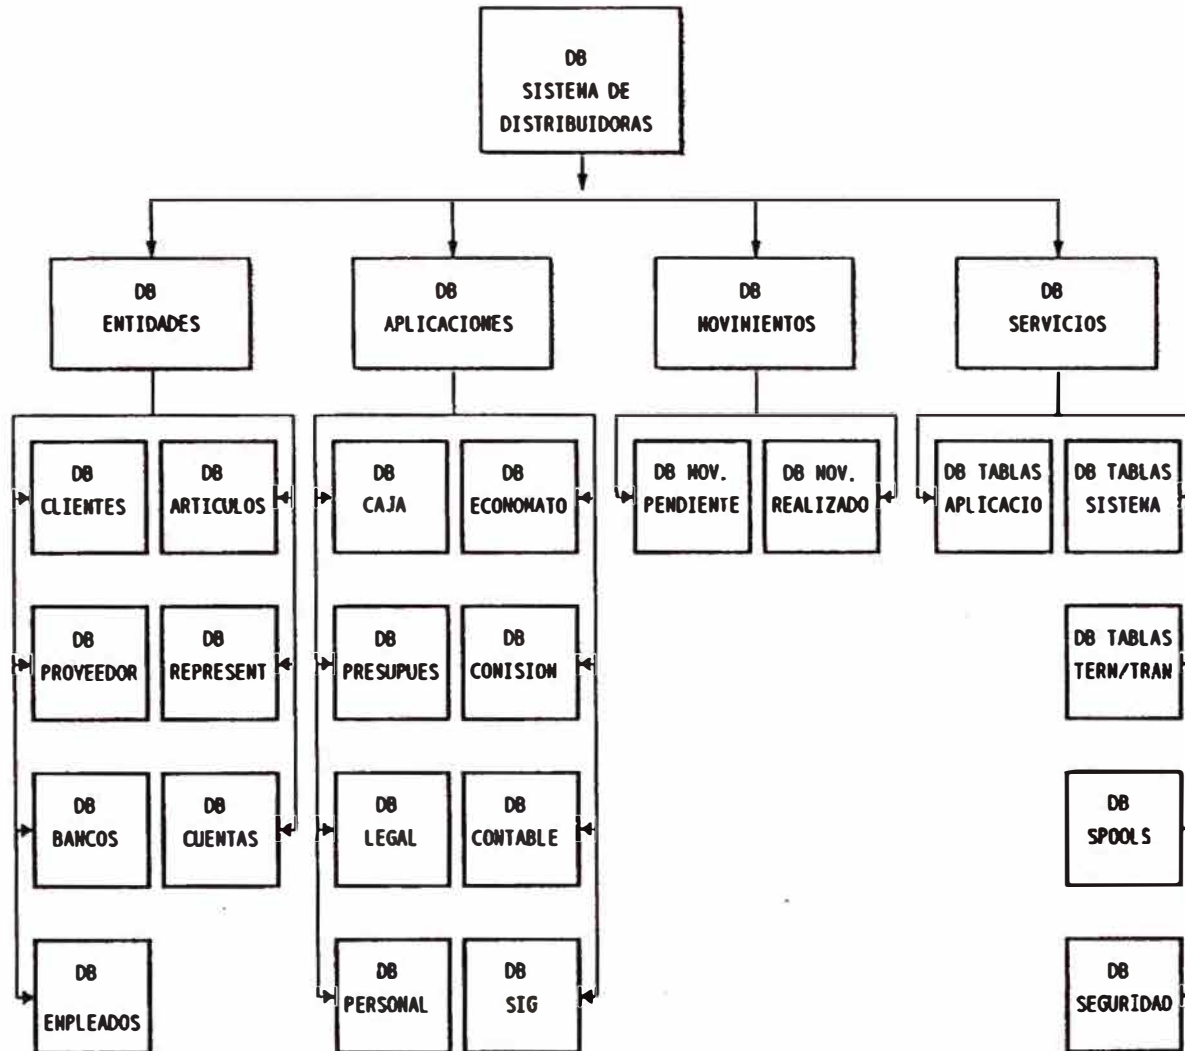 DB
SISTEMA DE
DISTRIBUIDORAS
DB
ENTIDADES
DB
APLICACIONES
DB
MOVIMIENTOS
DB
SERVICIOS
DB
CLIENTES
DB
ARTICULOS
DB
CAJA
DB
ECONOMATO
DB MOV.
PENDIENTE
DB MOV.
REALIZADO
DB TABLAS
APLICACIO
DB TABLAS
SISTEMA
DB
PROVEEDOR
DB
REPRESENT
DB
PRESUPUES
DB
COMISION
DB TABLAS
TERM/TRAN
DB
BANCOS
DB
CUENTAS
DB
LEGAL
DB
CONTABLE
DB
SPOOLS
DB
EMPLEADOS
DB
PERSONAL
DB
SIG
DB
SEGURIDAD